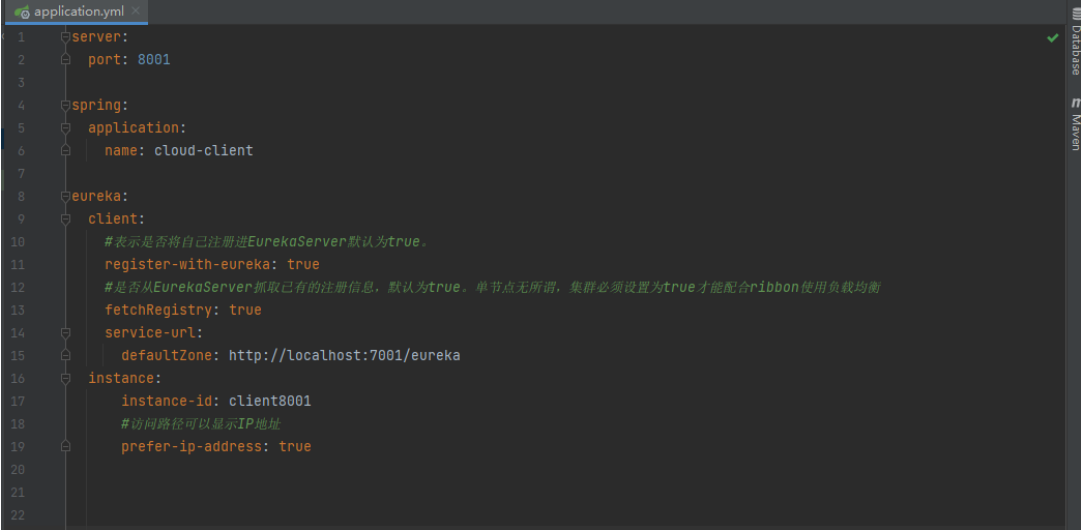 application.yml
1 server:
2 port: 8001
3
4 spring:
5 application:
6 name: cloud-client
7
8 eureka:
9 client:
10 #表示是否将自己注册进EurekaServer默认为true。
11 register-with-eureka: true
12 #是否从EurekaServer抓取已有的注册信息，默认为true。单节点无所谓，集群必须设置为true才能配合ribbon使用负载均衡
13 fetchRegistry: true
14 service-url:
15 defaultZone: http://localhost:7001/eureka
16 instance:
17 instance-id: client8001
18 #访问路径可以显示IP地址
19 prefer-ip-address: true
20
21
22
Database
m Maven